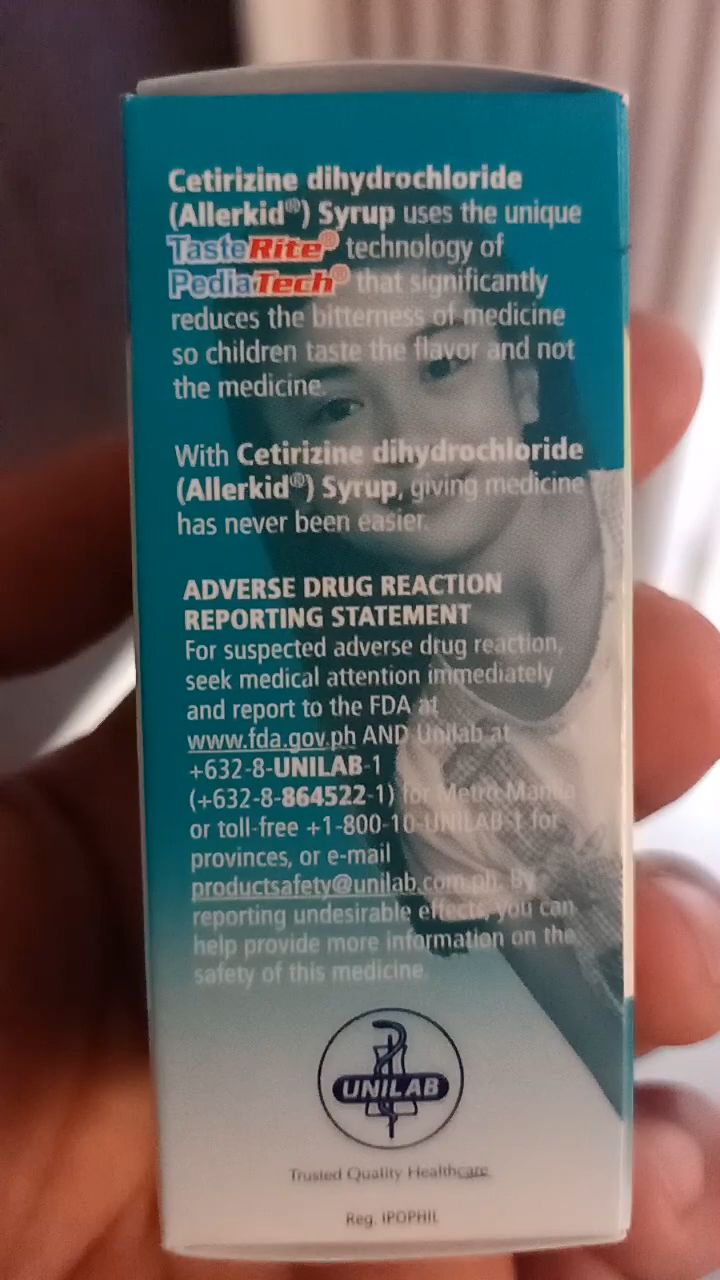 Cetirizine dihydrochloride
(Allerkid®) Syrup uses the unique
TasteRite® technology of
PediaTech® that significantly
reduces the bitterness of medicine
so children taste the flavor and not
the medicine.
With Cetirizine dihydrochloride
(Allerkid®) Syrup, giving medicine
has never been easier.
ADVERSE DRUG REACTION
REPORTING STATEMENT
For suspected adverse drug reaction,
seek medical attention immediately
and report to the FDA at
www.fda.gov.ph AND Unilab at
+632-8-UNILAB-1
(+632-8-864522-1) for Metro Manila
or toll-free +1-800-10-UNILAB-1 for
provinces, or e-mail
productsafety@unilab.com.ph. By
reporting undesirable effects, you can
help provide more information on the
safety of this medicine.
UNILAB
Trusted Quality Healthcare
Reg. IPOPHIL